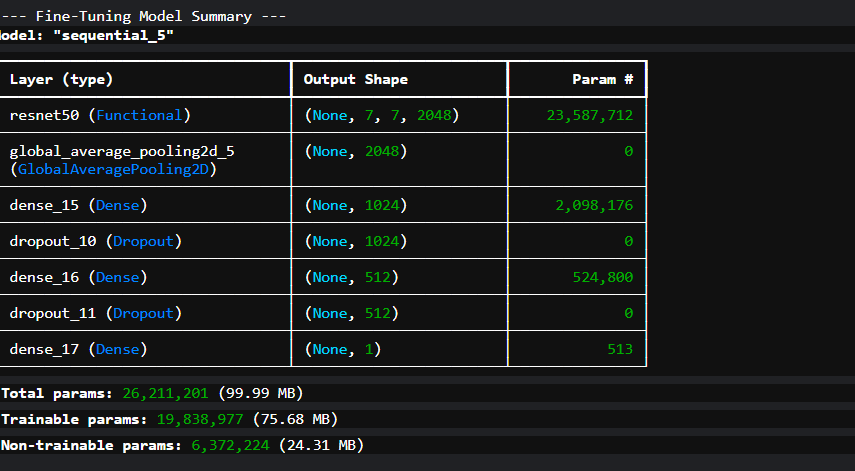 --- Fine-Tuning Model Summary ---
Model: "sequential_5"
Layer (type) Output Shape Param #
resnet50 (Functional) (None, 7, 7, 2048) 23,587,712
global_average_pooling2d_5 (None, 2048) 0
(GlobalAveragePooling2D)
dense_15 (Dense) (None, 1024) 2,098,176
dropout_10 (Dropout) (None, 1024) 0
dense_16 (Dense) (None, 512) 524,800
dropout_11 (Dropout) (None, 512) 0
dense_17 (Dense) (None, 1) 513
Total params: 26,211,201 (99.99 MB)
Trainable params: 19,838,977 (75.68 MB)
Non-trainable params: 6,372,224 (24.31 MB)